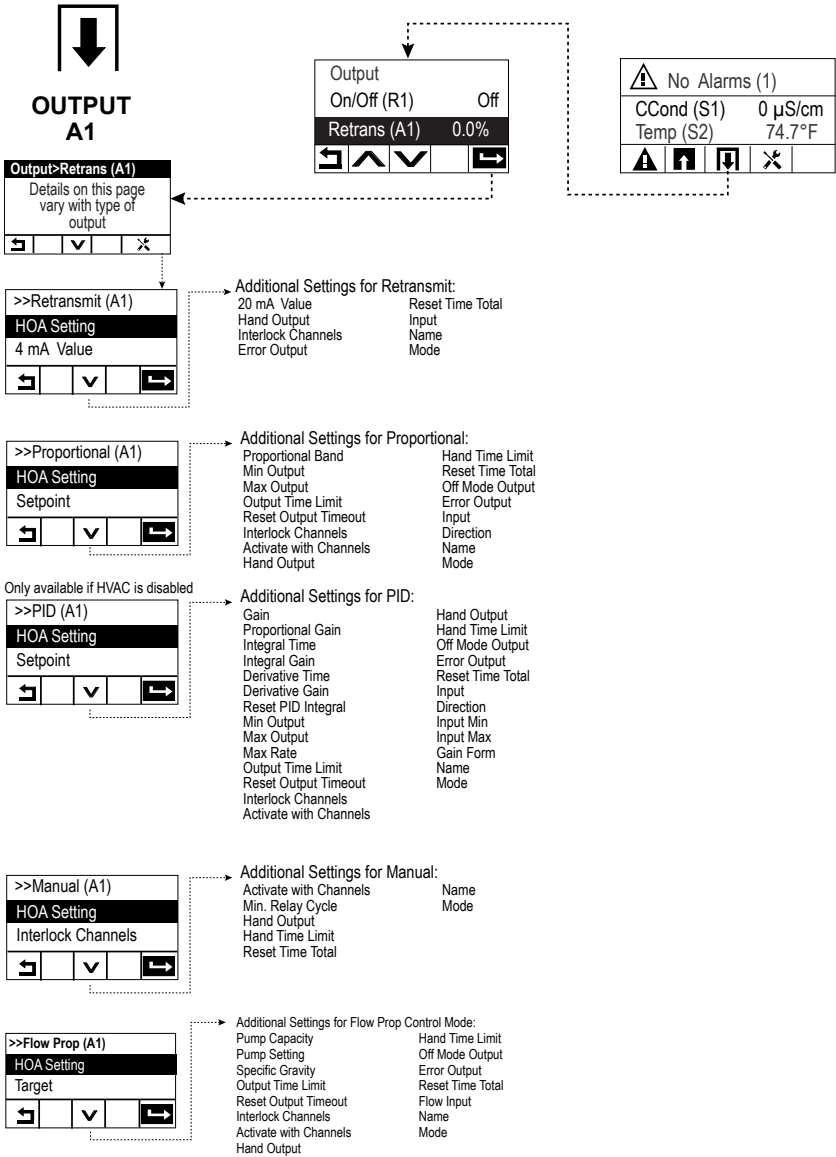 OUTPUT
A1
Output
On/Off (R1) Off
Retrans (A1) 0.0%
No Alarms (1)
CCond (S1) 0 µS/cm
Temp (S2) 74.7°F
Output>Retrans (A1)
Details on this page
vary with type of
output
>>Retransmit (A1)
HOA Setting
4 mA Value
Additional Settings for Retransmit:
20 mA Value
Hand Output
Interlock Channels
Error Output
Reset Time Total
Input
Name
Mode
>>Proportional (A1)
HOA Setting
Setpoint
Additional Settings for Proportional:
Proportional Band
Min Output
Max Output
Output Time Limit
Reset Output Timeout
Interlock Channels
Activate with Channels
Hand Output
Hand Time Limit
Reset Time Total
Off Mode Output
Error Output
Input
Direction
Name
Mode
Only available if HVAC is disabled
>>PID (A1)
HOA Setting
Setpoint
Additional Settings for PID:
Gain
Proportional Gain
Integral Time
Integral Gain
Derivative Time
Derivative Gain
Reset PID Integral
Min Output
Max Output
Max Rate
Output Time Limit
Reset Output Timeout
Interlock Channels
Activate with Channels
Hand Output
Hand Time Limit
Off Mode Output
Error Output
Reset Time Total
Input
Direction
Input Min
Input Max
Gain Form
Name
Mode
>>Manual (A1)
HOA Setting
Interlock Channels
Additional Settings for Manual:
Activate with Channels
Min. Relay Cycle
Hand Output
Hand Time Limit
Reset Time Total
Name
Mode
>>Flow Prop (A1)
HOA Setting
Target
Additional Settings for Flow Prop Control Mode:
Pump Capacity
Pump Setting
Specific Gravity
Output Time Limit
Reset Output Timeout
Interlock Channels
Activate with Channels
Hand Output
Hand Time Limit
Off Mode Output
Error Output
Reset Time Total
Flow Input
Name
Mode